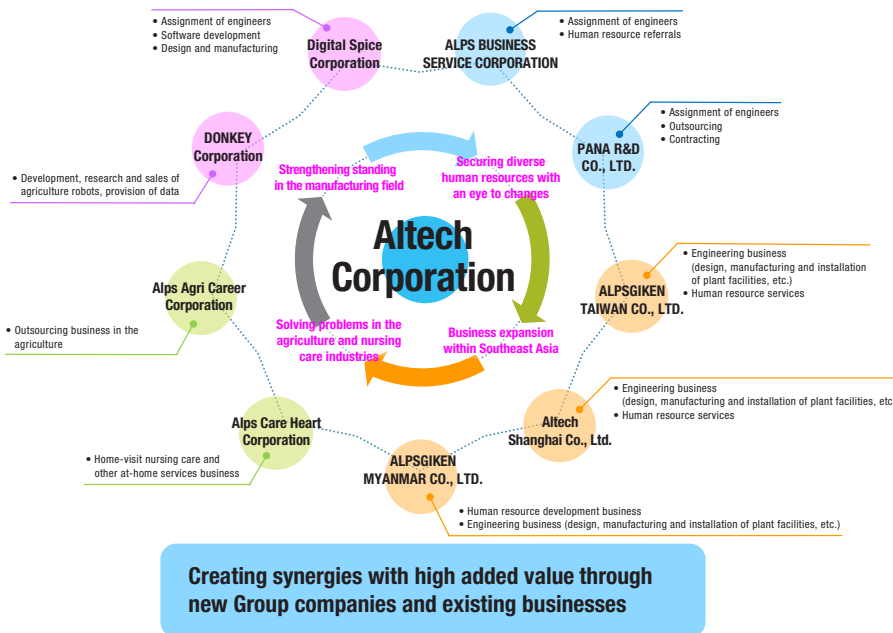 • Assignment of engineers
• Software development
• Design and manufacturing
Digital Spice
Corporation
ALPS BUSINESS
SERVICE CORPORATION
• Assignment of engineers
• Human resource referrals
DONKEY
Corporation
• Development, research and sales of
agriculture robots, provision of data
PANA R&D
CO., LTD.
• Assignment of engineers
• Outsourcing
• Contracting
Strengthening standing
in the manufacturing field
Securing diverse
human resources with
an eye to changes
Altech
Corporation
Alps Agri Career
Corporation
• Outsourcing business in the
agriculture
ALPSGIKEN
TAIWAN CO., LTD.
• Engineering business
(design, manufacturing and installation
of plant facilities, etc.)
• Human resource services
Solving problems in the
agriculture and nursing
care industries
Business expansion
within Southeast Asia
Alps Care Heart
Corporation
• Home-visit nursing care and
other at-home services business
Altech
Shanghai Co., Ltd.
• Engineering business
(design, manufacturing and installation of plant facilities, etc
• Human resource services
ALPSGIKEN
MYANMAR CO., LTD.
• Human resource development business
• Engineering business (design, manufacturing and installation of plant facilities, etc.)
Creating synergies with high added value through
new Group companies and existing businesses